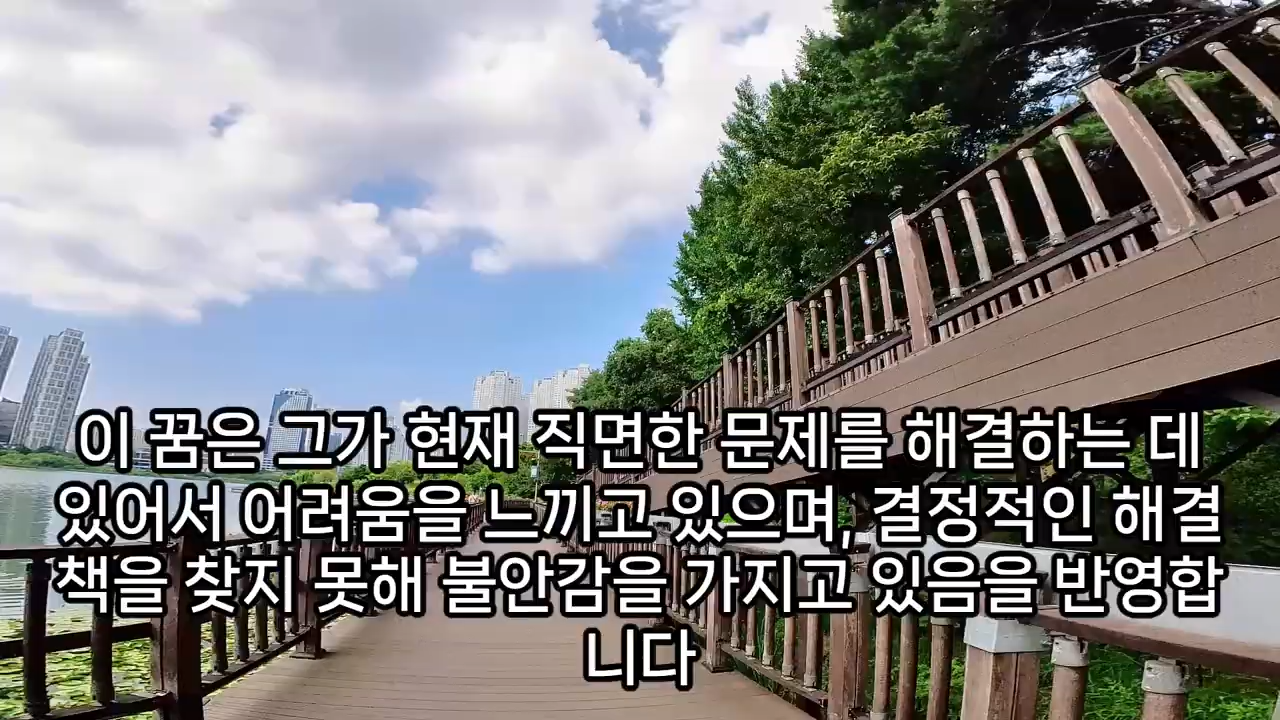 이 꿈은 그가 현재 직면한 문제를 해결하는 데
있어서 어려움을 느끼고 있으며, 결정적인 해결
책을 찾지 못해 불안감을 가지고 있음을 반영합
니다